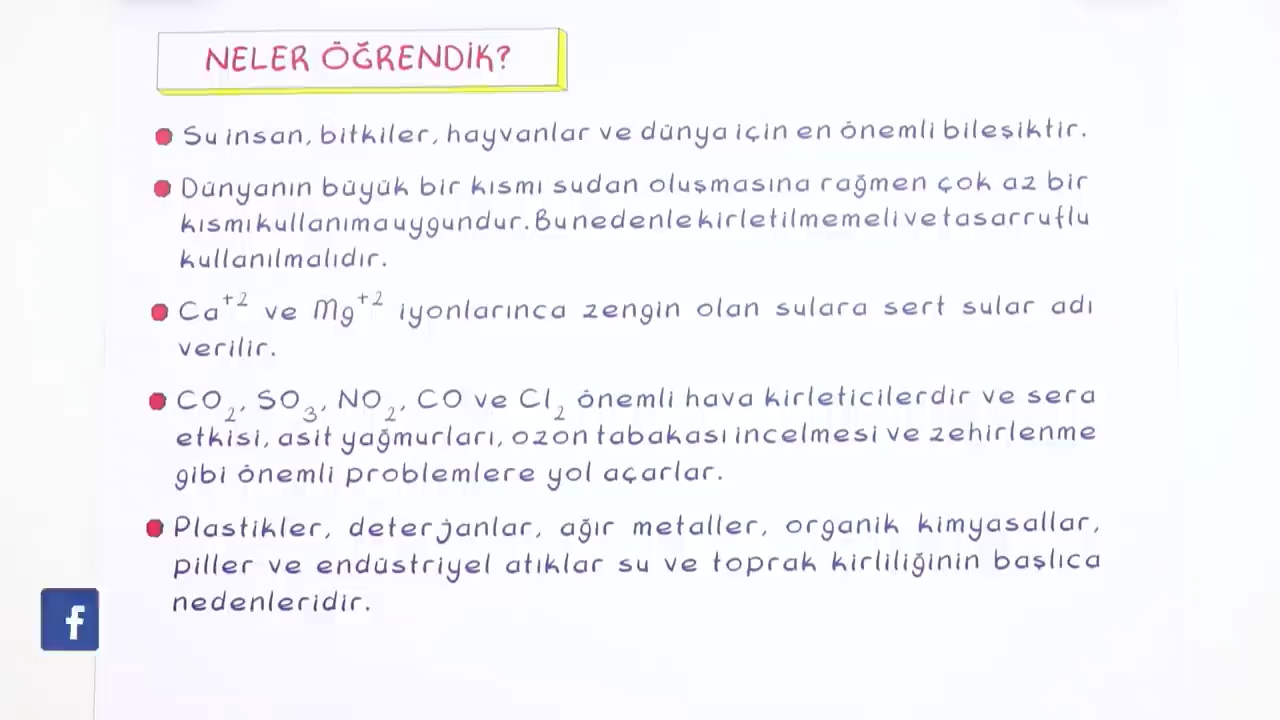 NELER ÖĞRENDİK?
Su insan, bitkiler, hayvanlar ve dünya için en önemli bileşiktir.
Dünyanın büyük bir kısmı sudan oluşmasına rağmen çok az bir
kısmı kullanıma uygundur. Bu nedenle kirletilmemeli ve tasarruflu
kullanılmalıdır.
Ca⁺² ve Mg⁺² iyonlarınca zengin olan sulara sert sular adı
verilir.
CO₂, SO₃, NO₂, CO ve Cl₂ önemli hava kirleticilerdir ve sera
etkisi, asit yağmurları, ozon tabakası incelmesi ve zehirlenme
gibi önemli problemlere yol açarlar.
Plastikler, deterjanlar, ağır metaller, organik kimyasallar,
piller ve endüstriyel atıklar su ve toprak kirliliğinin başlıca
nedenleridir.
f